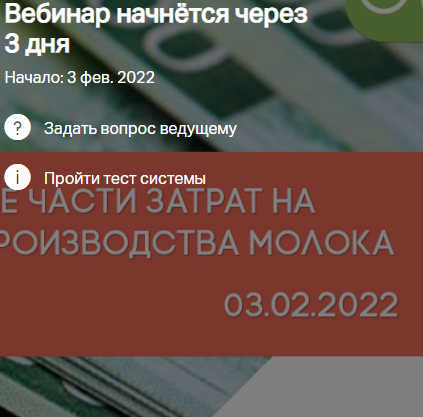 Вебинар начнётся через
3 дня
Начало: 3 фев. 2022
? Задать вопрос ведущему
i Пройти тест системы
Е ЧАСТИ ЗАТРАТ НА
РОИЗВОДСТВА МОЛОКА
03.02.2022